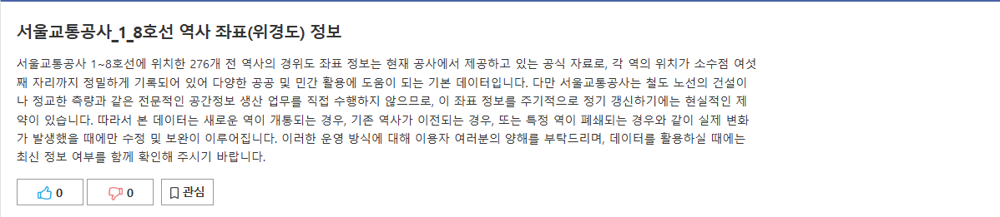 서울교통공사_1_8호선 역사 좌표(위경도) 정보
서울교통공사 1~8호선에 위치한 276개 전 역사의 경위도 좌표 정보는 현재 공사에서 제공하고 있는 공식 자료로, 각 역의 위치가 소수점 여섯
째 자리까지 정밀하게 기록되어 있어 다양한 공공 및 민간 활용에 도움이 되는 기본 데이터입니다. 다만 서울교통공사는 철도 노선의 건설이
나 정교한 측량과 같은 전문적인 공간정보 생산 업무를 직접 수행하지 않으므로, 이 좌표 정보를 주기적으로 정기 갱신하기에는 현실적인 제
약이 있습니다. 따라서 본 데이터는 새로운 역이 개통되는 경우, 기존 역사가 이전되는 경우, 또는 특정 역이 폐쇄되는 경우와 같이 실제 변화
가 발생했을 때에만 수정 및 보완이 이루어집니다. 이러한 운영 방식에 대해 이용자 여러분의 양해를 부탁드리며, 데이터를 활용하실 때에는
최신 정보 여부를 함께 확인해 주시기 바랍니다.
0 0 관심